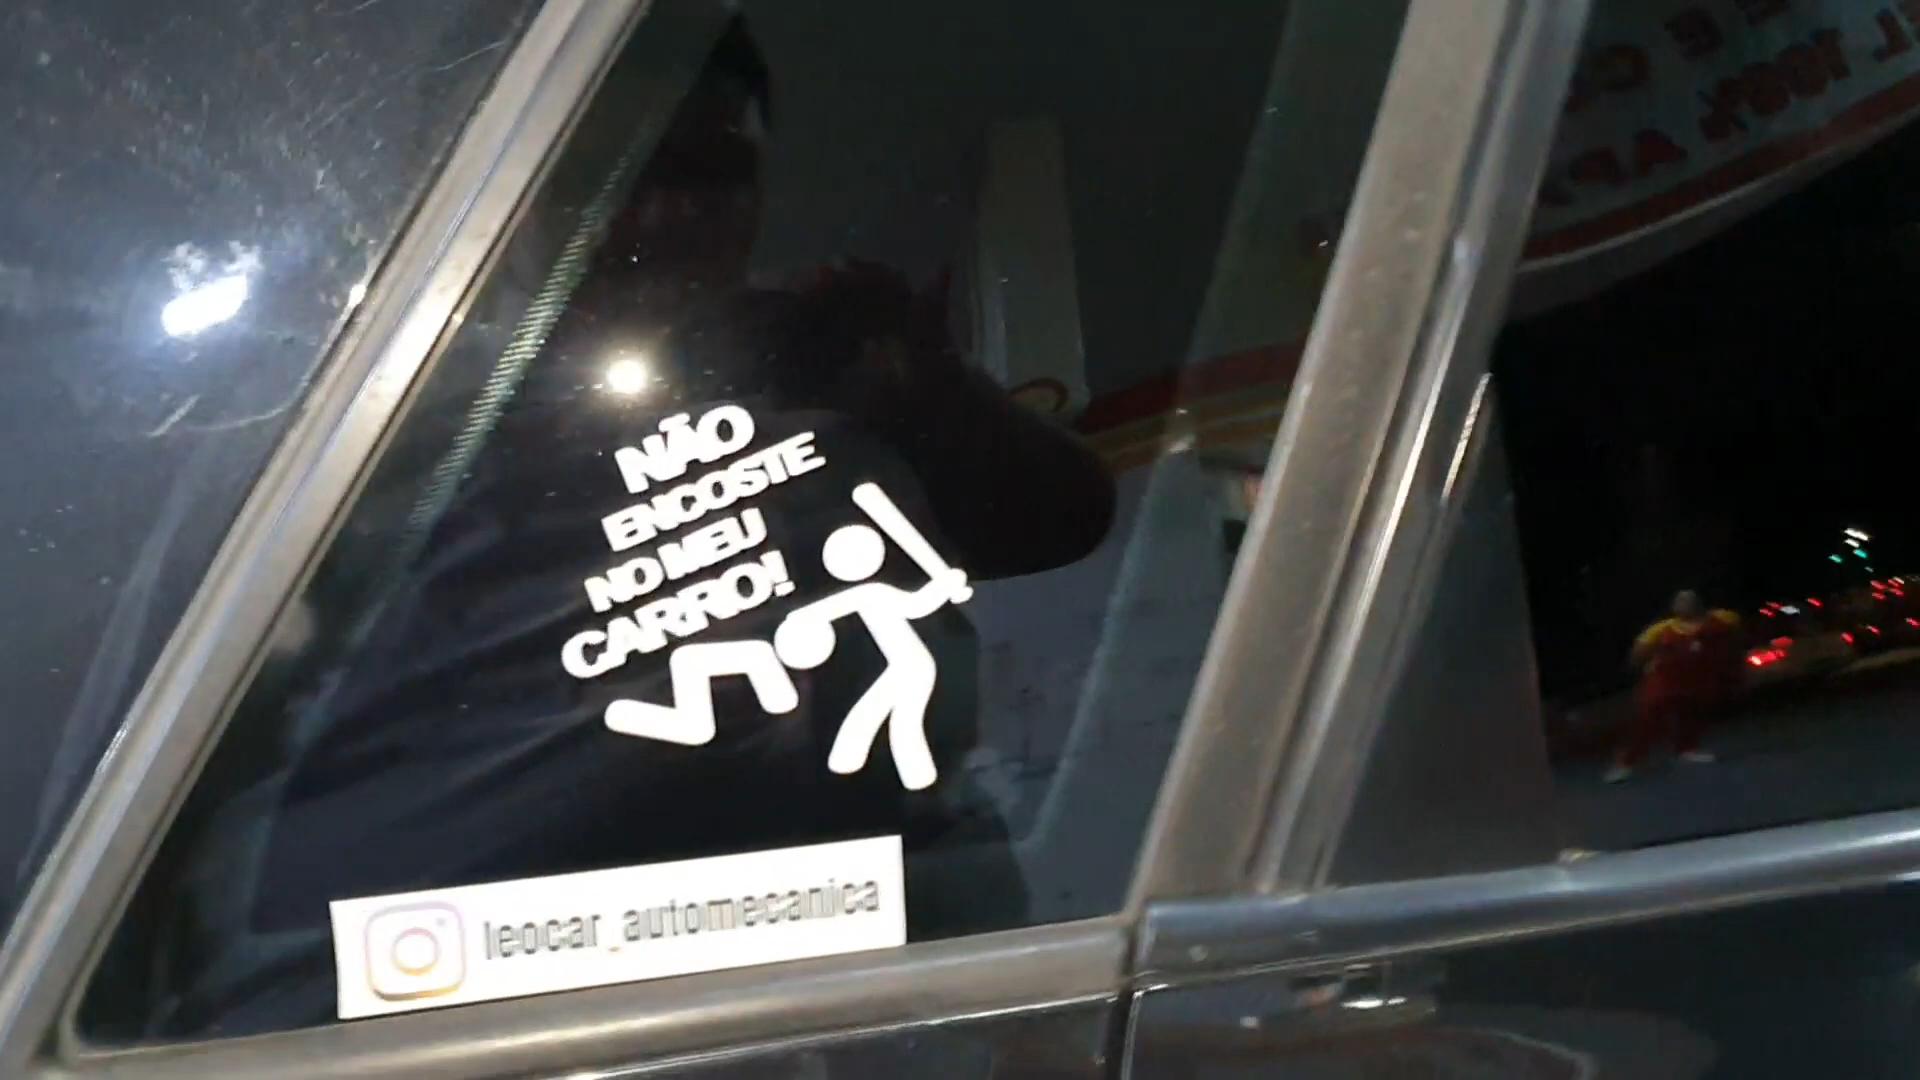 NÃO
ENCOSTE
NO MEU
CARRO!
leocar_automecanica